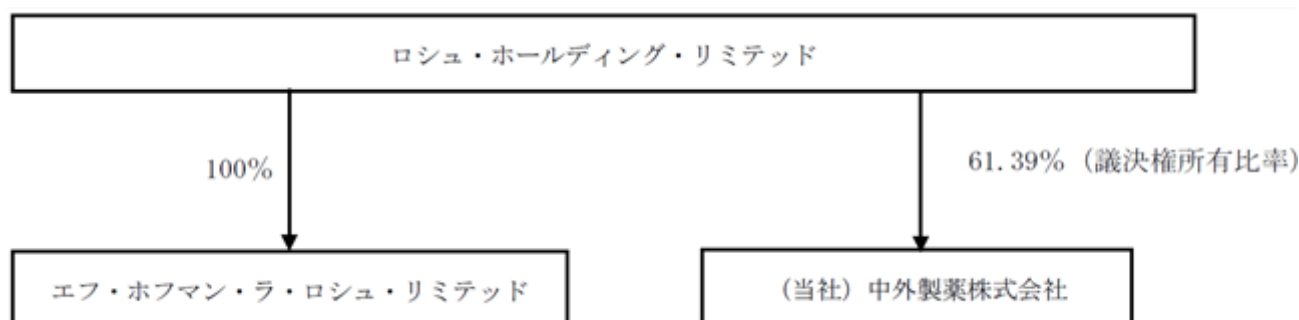 ロシュ・ホールディング・リミテッド
100%
61.39%（議決権所有比率）
エフ・ホフマン・ラ・ロシュ・リミテッド
（当社）中外製薬株式会社